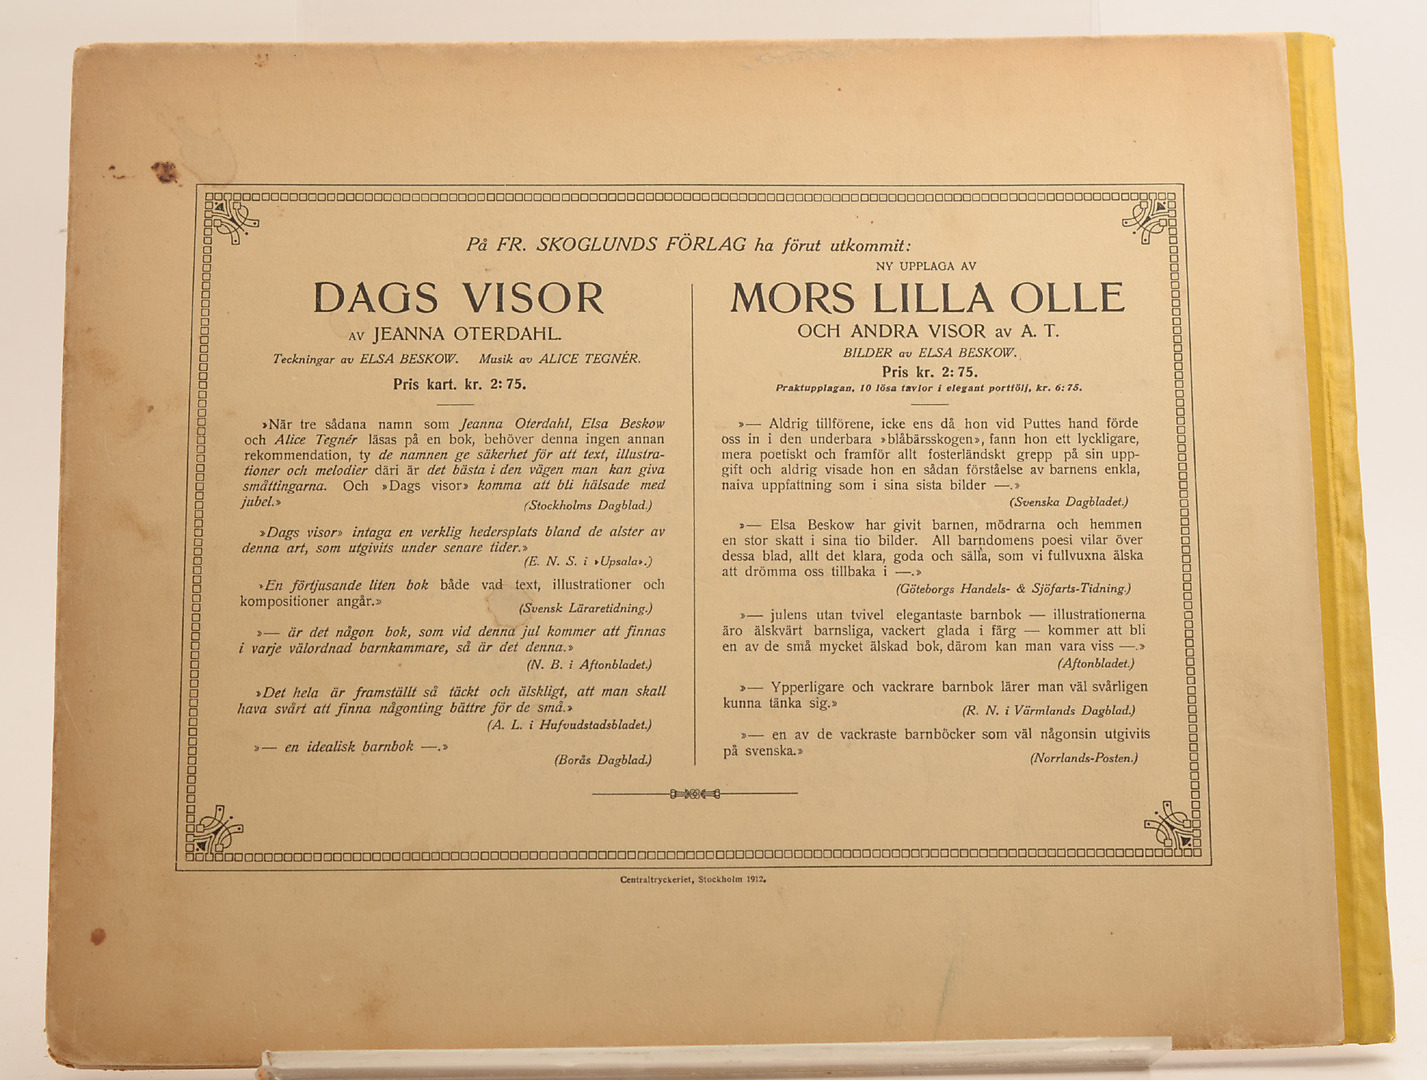 På FR. SKOGLUNDS FÖRLAG ha förut utkommit:
DAGS VISOR
AV JEANNA OTERDAHL.
Teckningar av ELSA BESKOW. Musik av ALICE TEGNÉR.
Pris kart. kr. 2: 75.
»När tre sådana namn som Jeanna Oterdahl, Elsa Beskow
och Alice Tegnér läsas på en bok, behöver denna ingen annan
rekommendation, ty de namnen ge säkerhet för att text, illustra-
tioner och melodier däri är det bästa i den vägen man kan giva
småttingarna. Och »Dags visor» komma att bli hälsade med
jubel.»
(Stockholms Dagblad.)
»Dags visor» intaga en verklig hedersplats bland de alster av
denna art, som utgivits under senare tider.»
(E. N. S. i »Upsala».)
»En förtjusande liten bok både vad text, illustrationer och
kompositioner angår.»
(Svensk Läraretidning.)
»— är det någon bok, som vid denna jul kommer att finnas
i varje välordnad barnkammare, så är det denna.»
(N. B. i Aftonbladet.)
»Det hela är framställt så täckt och älskligt, att man skall
hava svårt att finna någonting bättre för de små.»
(A. L. i Hufvudstadsbladet.)
»— en idealisk barnbok —.»
(Borås Dagblad.)
NY UPPLAGA AV
MORS LILLA OLLE
OCH ANDRA VISOR av A. T.
BILDER av ELSA BESKOW.
Pris kr. 2: 75.
Praktupplagan, 10 lösa tavlor i elegant portfölj, kr. 6: 75.
»— Aldrig tillförene, icke ens då hon vid Puttes hand förde
oss in i den underbara »blåbärsskogen», fann hon ett lyckligare,
mera poetiskt och framför allt fosterländskt grepp på sin upp-
gift och aldrig visade hon en sådan förståelse av barnens enkla,
naiva uppfattning som i sina sista bilder —.»
(Svenska Dagbladet.)
»— Elsa Beskow har givit barnen, mödrarna och hemmen
en stor skatt i sina tio bilder. All barndomens poesi vilar över
dessa blad, allt det klara, goda och sälla, som vi fullvuxna älska
att drömma oss tillbaka i —.»
(Göteborgs Handels- & Sjöfarts-Tidning.)
»— julens utan tvivel elegantaste barnbok — illustrationerna
äro älskvärt barnsliga, vackert glada i färg — kommer att bli
en av de små mycket älskad bok, därom kan man vara viss —.»
(Aftonbladet.)
»— Ypperligare och vackrare barnbok lärer man väl svårligen
kunna tänka sig.»
(R. N. i Värmlands Dagblad.)
»— en av de vackraste barnböcker som väl någonsin utgivits
på svenska.»
(Norrlands-Posten.)
Centraltryckeriet, Stockholm 1912.